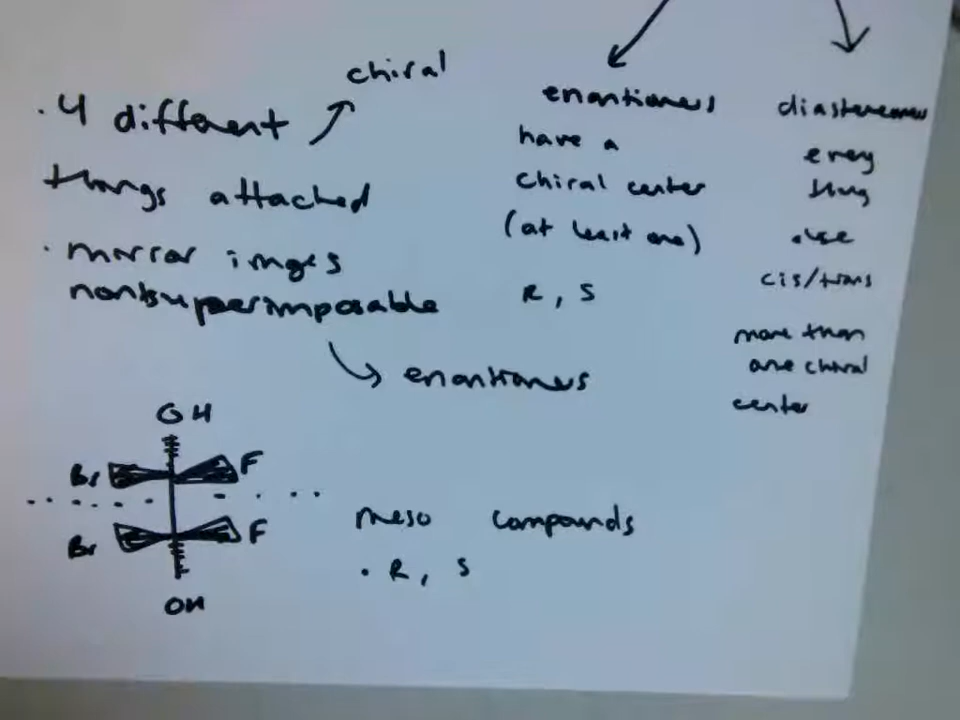 chiral
• 4 different
things attached
• mirror imges
nonsuperimposable
enantiomers
enantiomers
have a
chiral center
(at least one)
R, S
diastereomers
every
thing
else
cis/trans
more than
one chiral
center
OH
Br F
Br F
OH
meso compounds
• R, S